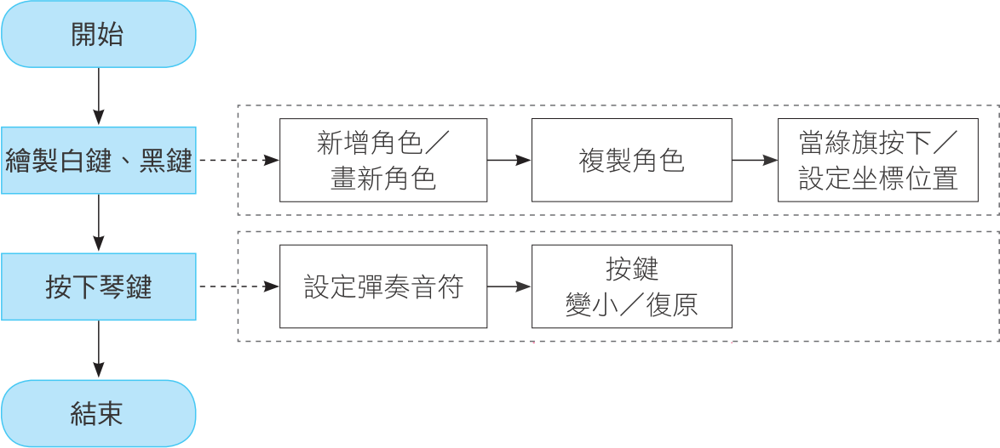 開始
繪製白鍵、黑鍵
新增角色／
畫新角色
複製角色
當綠旗按下／
設定坐標位置
按下琴鍵
設定彈奏音符
按鍵
變小／復原
結束